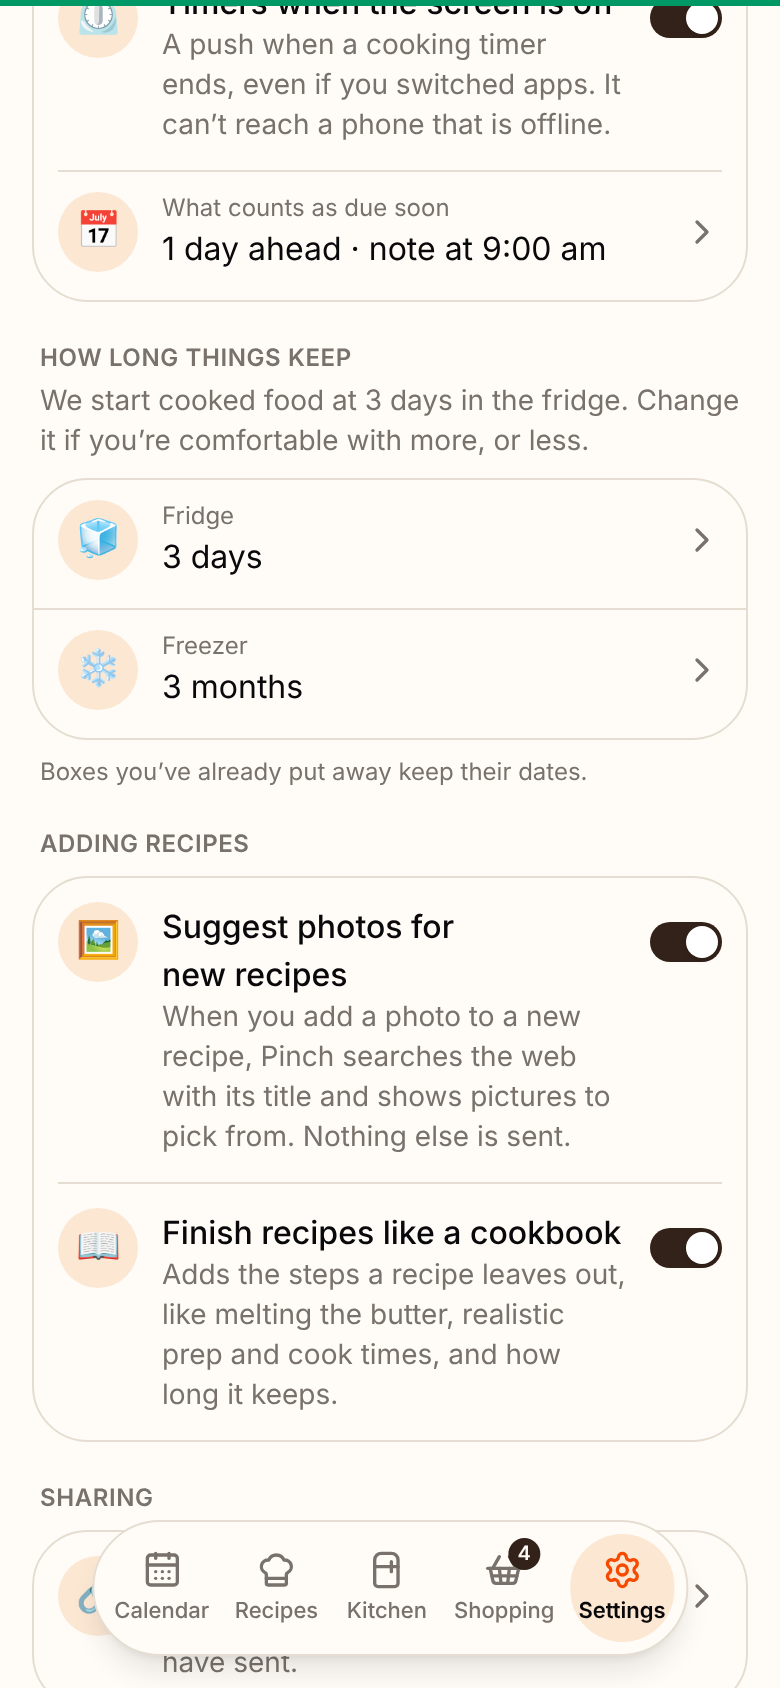 Timers when the screen is off
A push when a cooking timer
ends, even if you switched apps. It
can’t reach a phone that is offline.
July
17
What counts as due soon
1 day ahead · note at 9:00 am
HOW LONG THINGS KEEP
We start cooked food at 3 days in the fridge. Change
it if you’re comfortable with more, or less.
Fridge
3 days
Freezer
3 months
Boxes you’ve already put away keep their dates.
ADDING RECIPES
Suggest photos for
new recipes
When you add a photo to a new
recipe, Pinch searches the web
with its title and shows pictures to
pick from. Nothing else is sent.
Finish recipes like a cookbook
Adds the steps a recipe leaves out,
like melting the butter, realistic
prep and cook times, and how
long it keeps.
SHARING
4
Calendar
Recipes
Kitchen
Shopping
Settings
have sent.